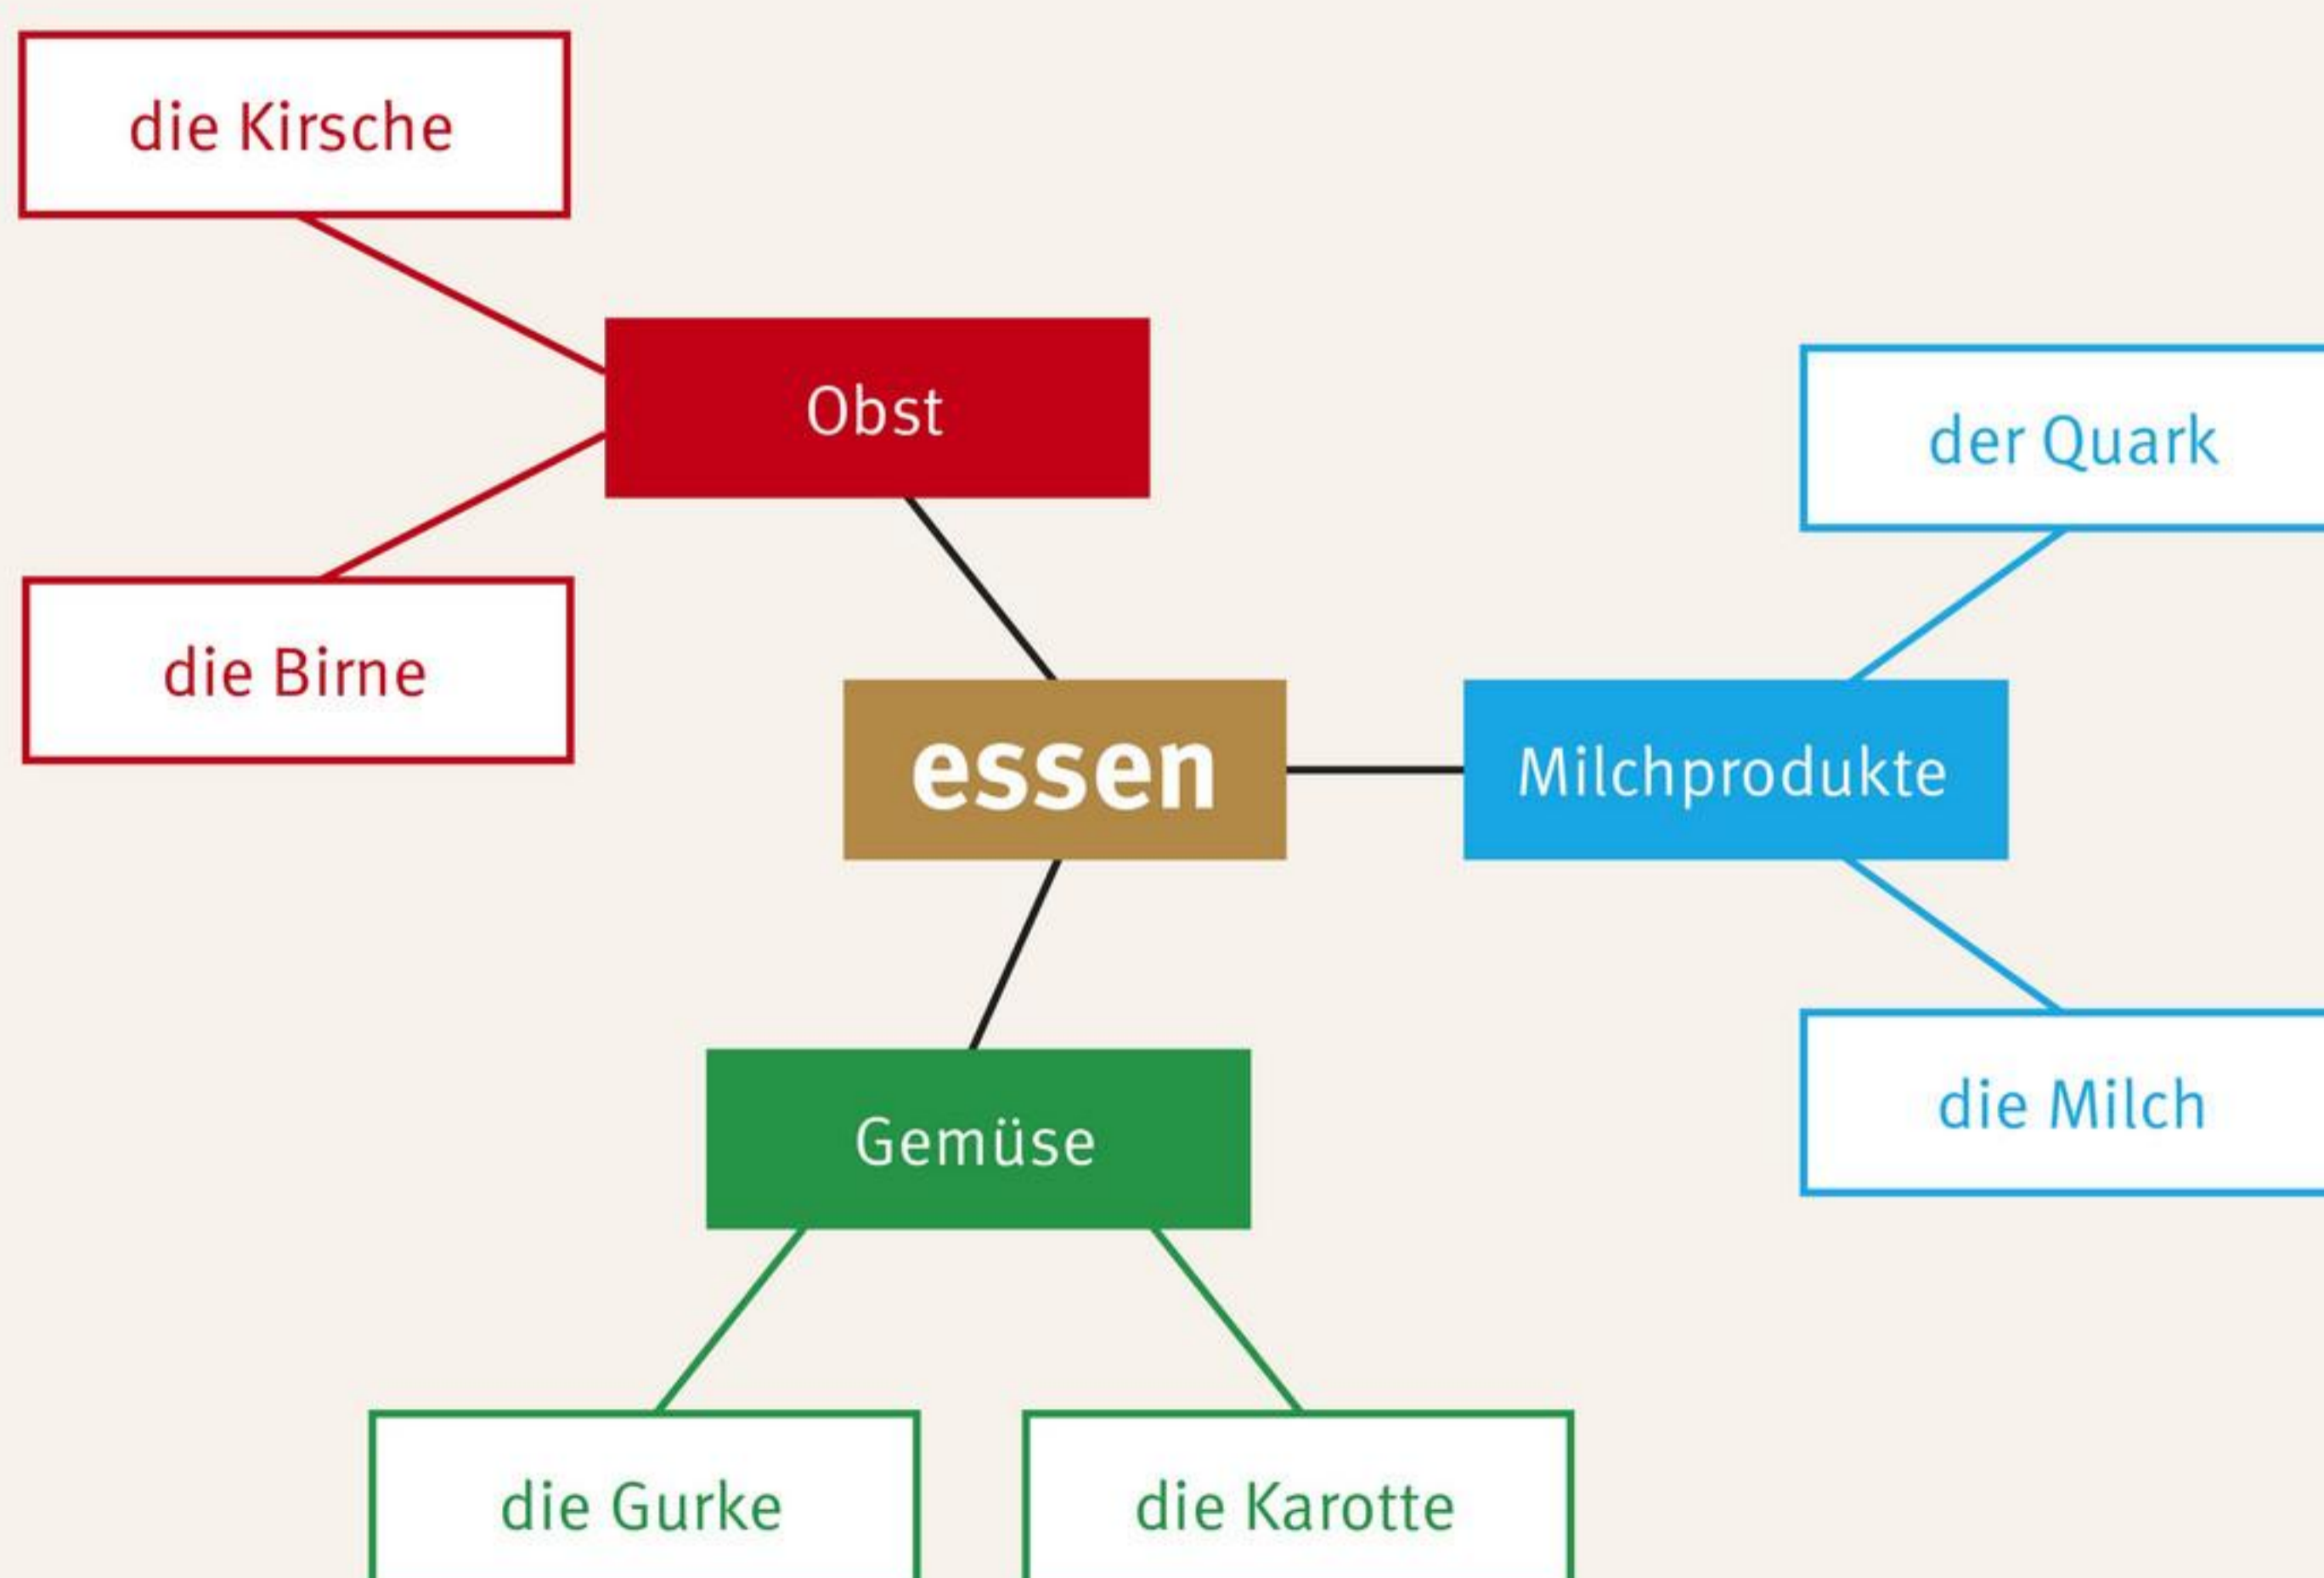 die Kirsche
Obst
der Quark
die Birne
essen
Milchprodukte
die Milch
Gemüse
die Gurke
die Karotte